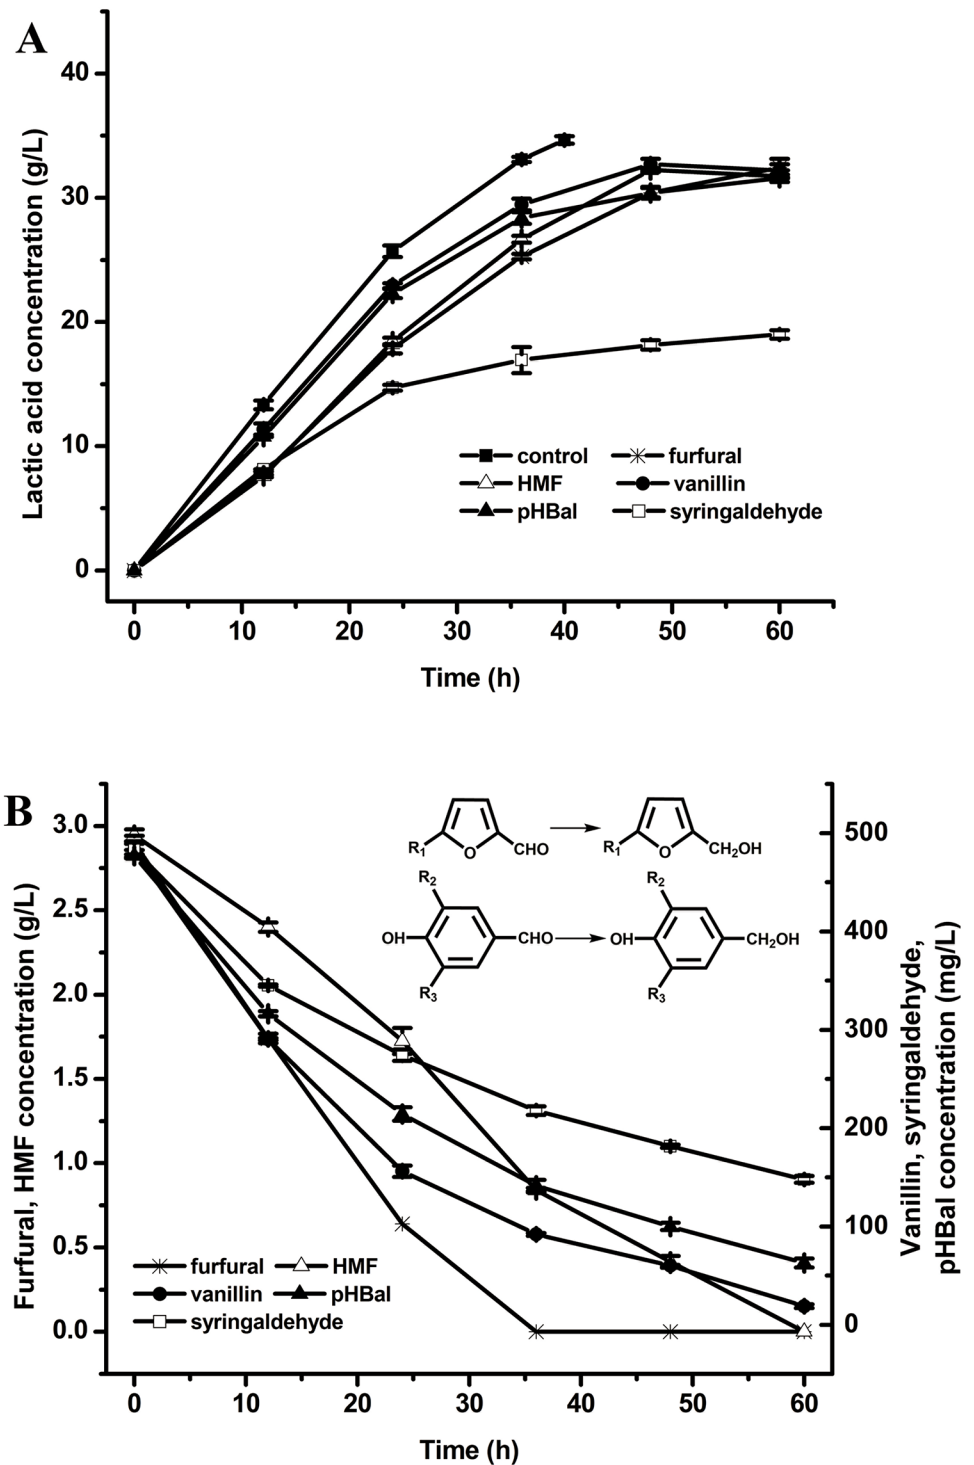 A
Lactic acid concentration (g/L)
40
30
20
10
0
control
furfural
HMF
vanillin
pHBal
syringaldehyde
0 10 20 30 40 50 60
Time (h)
B
Furfural, HMF concentration (g/L)
3.0
2.5
2.0
1.5
1.0
0.5
0.0
R1 O CHO
R1 O CH2OH
R2
OH CHO
R3
R2
OH CH2OH
R3
furfural HMF
vanillin pHBal
syringaldehyde
500
400
300
200
100
0
Vanillin, syringaldehyde,
pHBal concentration (mg/L)
0 10 20 30 40 50 60
Time (h)